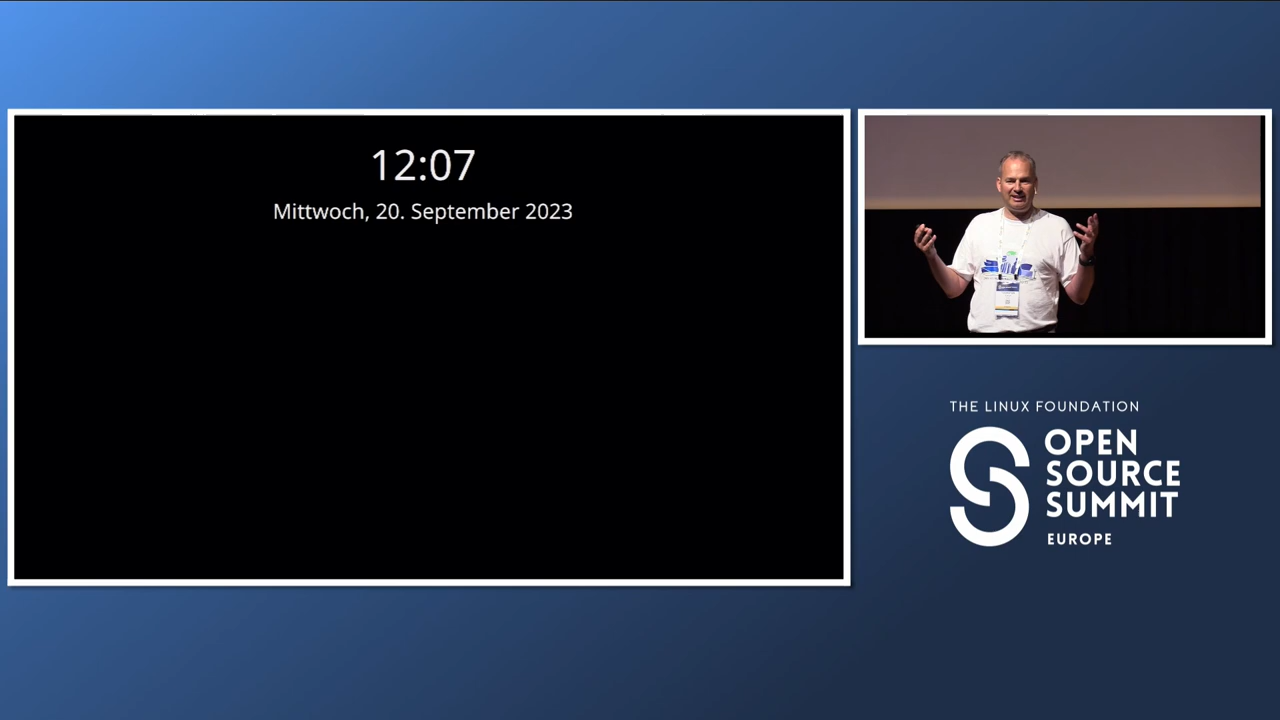 12:07
Mittwoch, 20. September 2023
THE LINUX FOUNDATION
OPEN
SOURCE
SUMMIT
EUROPE